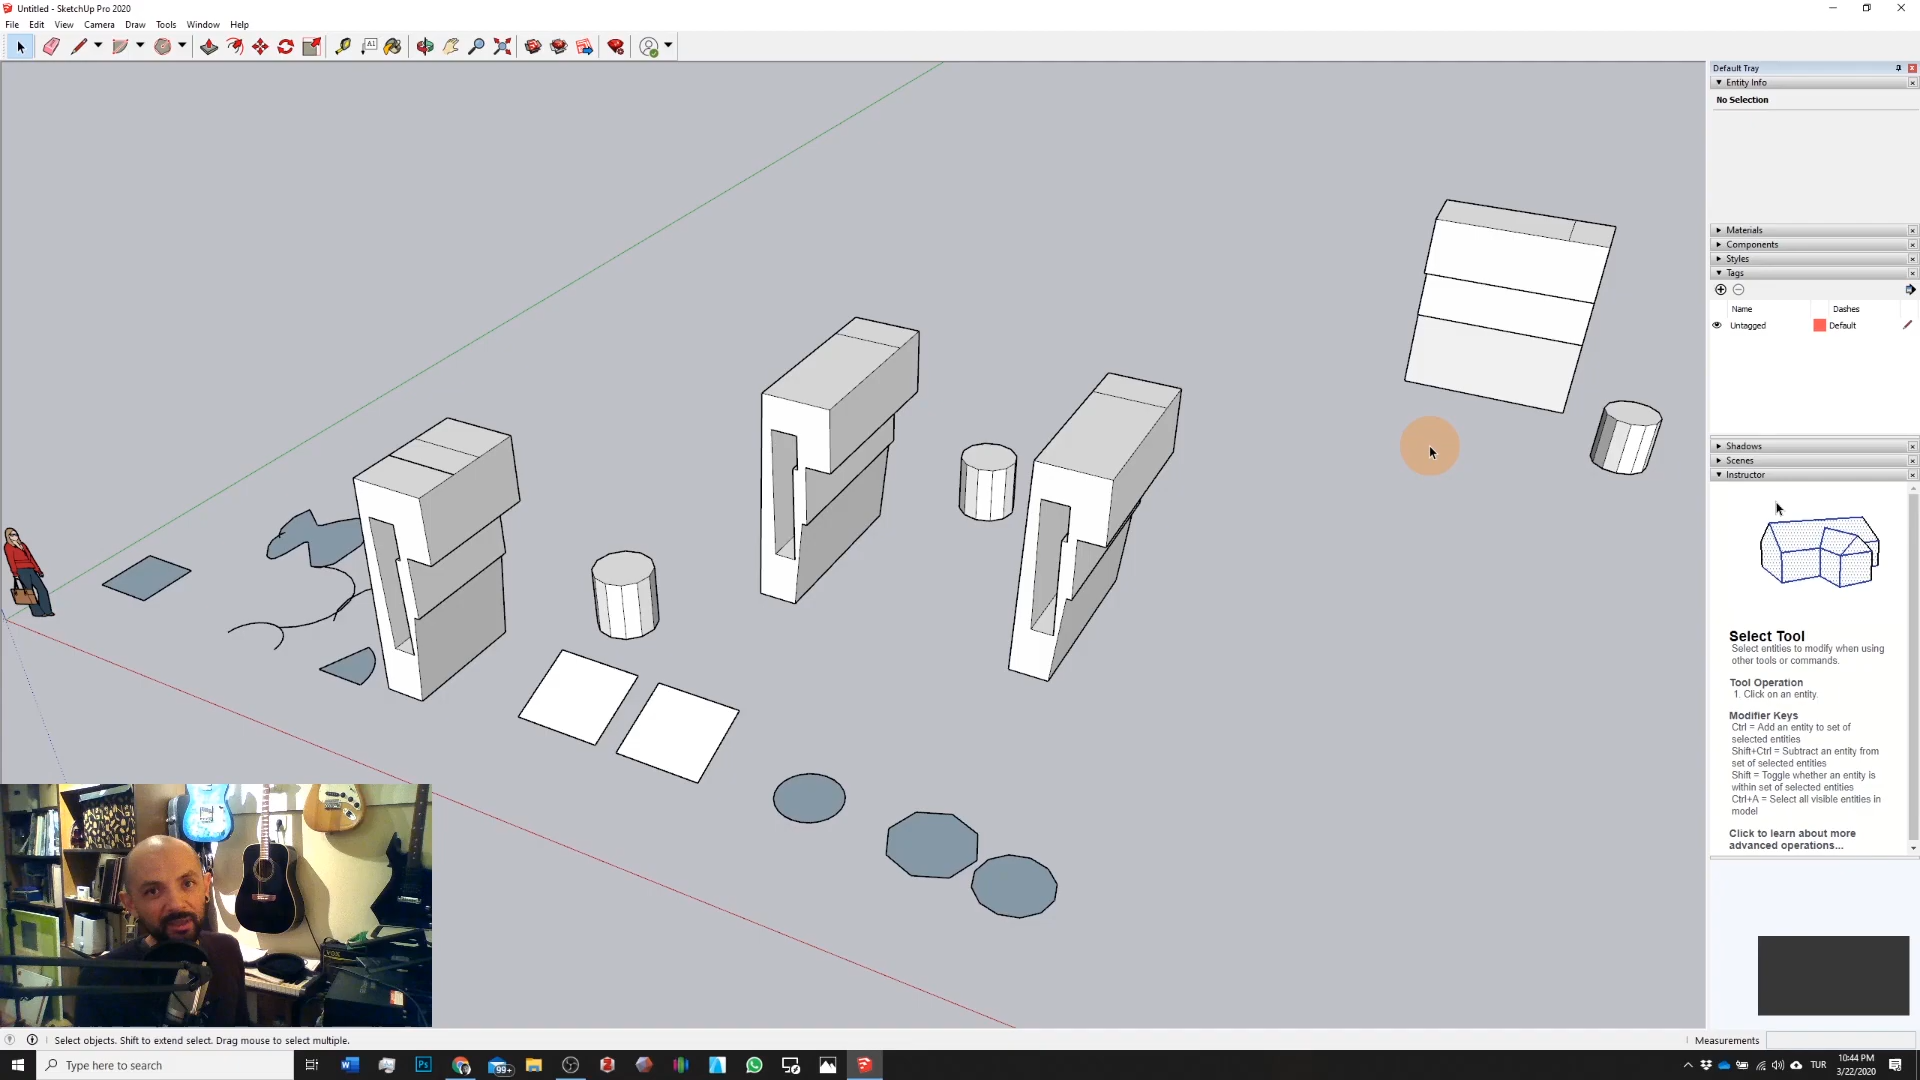 Untitled - SketchUp Pro 2020
File Edit View Camera Draw Tools Window Help
Default Tray
Entity Info
No Selection
Materials
Components
Styles
Tags
Name Dashes
Untagged Default
Shadows
Scenes
Instructor
Select Tool
Select entities to modify when using
other tools or commands.
Tool Operation
1. Click on an entity.
Modifier Keys
Ctrl = Add an entity to set of
selected entities
Shift+Ctrl = Subtract an entity from
set of selected entities
Shift = Toggle whether an entity is
within set of selected entities
Ctrl+A = Select all visible entities in
model
Click to learn about more
advanced operations...
Select objects. Shift to extend select. Drag mouse to select multiple.
Measurements
Type here to search
Ps
99+
TUR
10:44 PM
3/22/2020